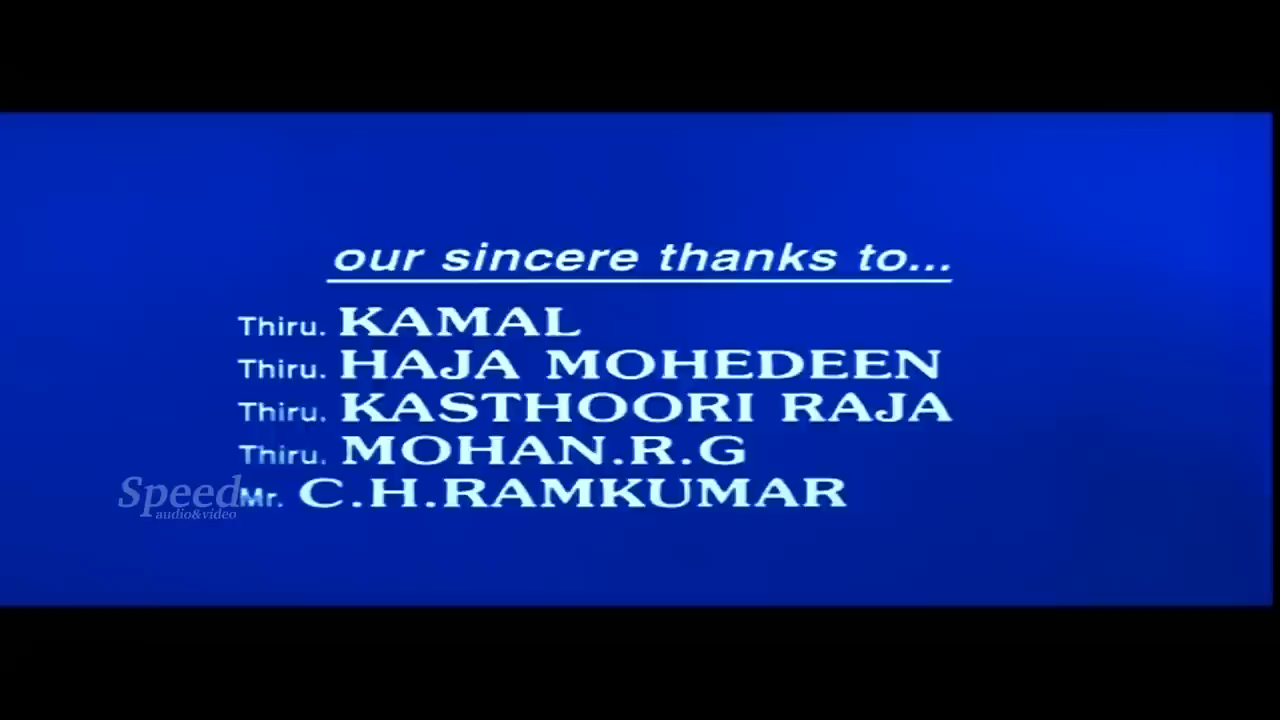 our sincere thanks to...
Thiru. KAMAL
Thiru. HAJA MOHEDEEN
Thiru. KASTHOORI RAJA
Thiru. MOHAN.R.G
Mr. C.H.RAMKUMAR
Speed
audio&video